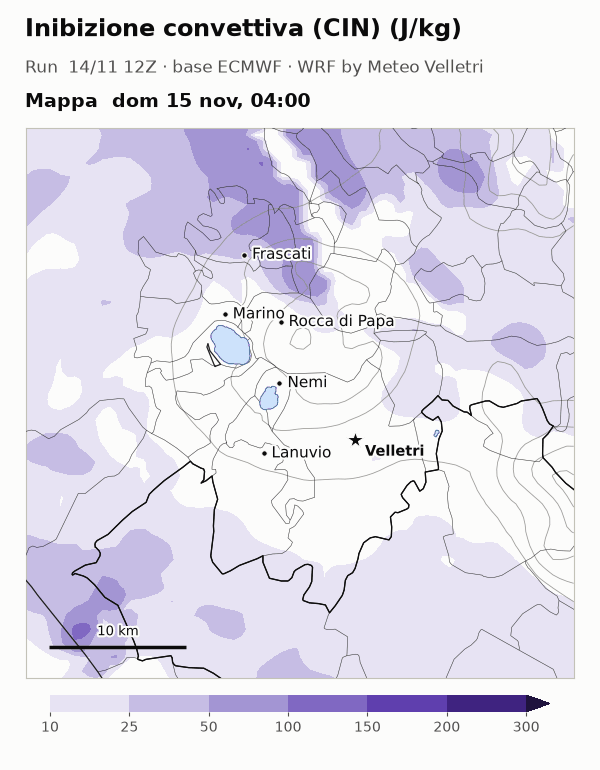 Inibizione convettiva (CIN) (J/kg)
Run  14/11 12Z · base ECMWF · WRF by Meteo Velletri
Mappa  dom 15 nov, 04:00
Frascati
Marino
Rocca di Papa
Nemi
Velletri
Lanuvio
10 km
10 25 50 100 150 200 300